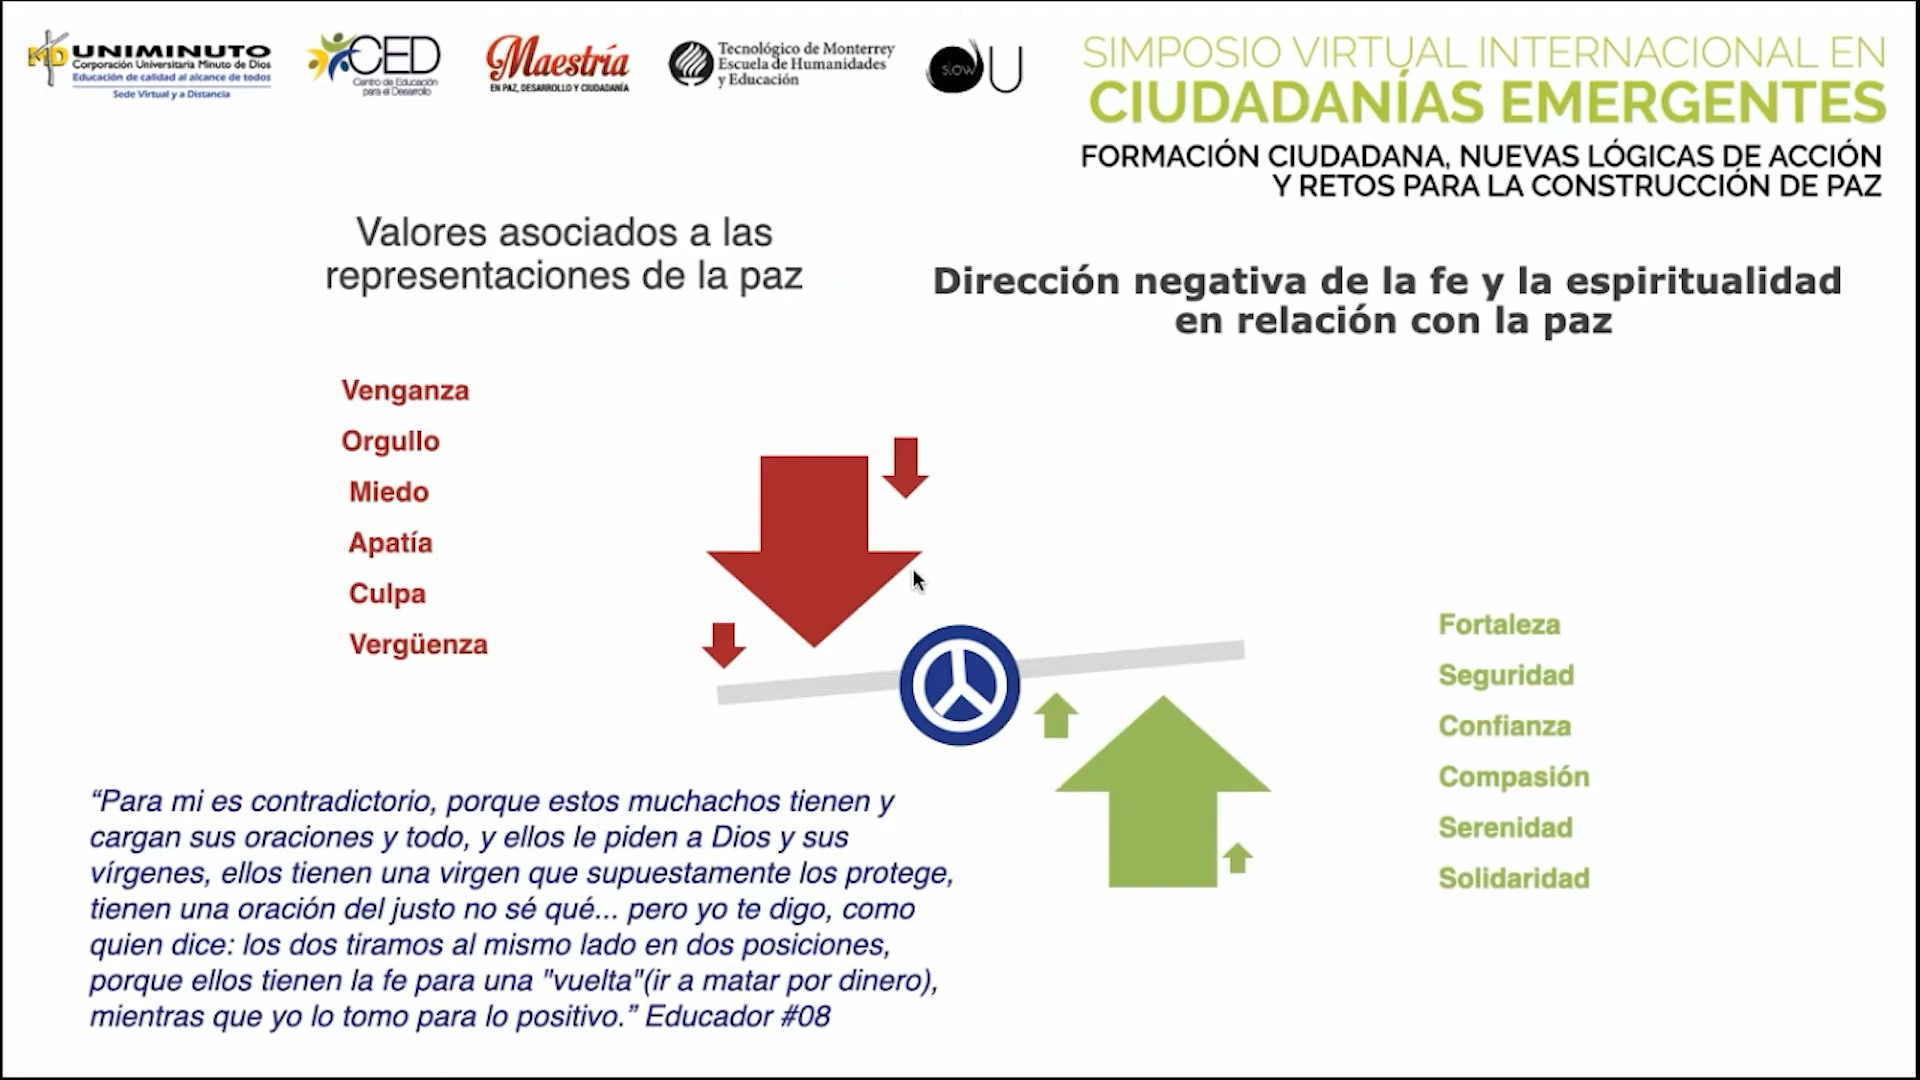 UNIMINUTO
Corporación Universitaria Minuto de Dios
Educación de calidad al alcance de todos
Sede Virtual y a Distancia
CED
Centro de Educación
para el Desarrollo
Maestría
EN PAZ, DESARROLLO Y CIUDADANÍA
Tecnológico de Monterrey
Escuela de Humanidades
y Educación
slow U
SIMPOSIO VIRTUAL INTERNACIONAL EN
CIUDADANÍAS EMERGENTES
FORMACIÓN CIUDADANA, NUEVAS LÓGICAS DE ACCIÓN
Y RETOS PARA LA CONSTRUCCIÓN DE PAZ
Valores asociados a las
representaciones de la paz
Dirección negativa de la fe y la espiritualidad
en relación con la paz
Venganza
Orgullo
Miedo
Apatía
Culpa
Vergüenza
Fortaleza
Seguridad
Confianza
Compasión
Serenidad
Solidaridad
“Para mi es contradictorio, porque estos muchachos tienen y
cargan sus oraciones y todo, y ellos le piden a Dios y sus
vírgenes, ellos tienen una virgen que supuestamente los protege,
tienen una oración del justo no sé qué... pero yo te digo, como
quien dice: los dos tiramos al mismo lado en dos posiciones,
porque ellos tienen la fe para una "vuelta"(ir a matar por dinero),
mientras que yo lo tomo para lo positivo.” Educador #08